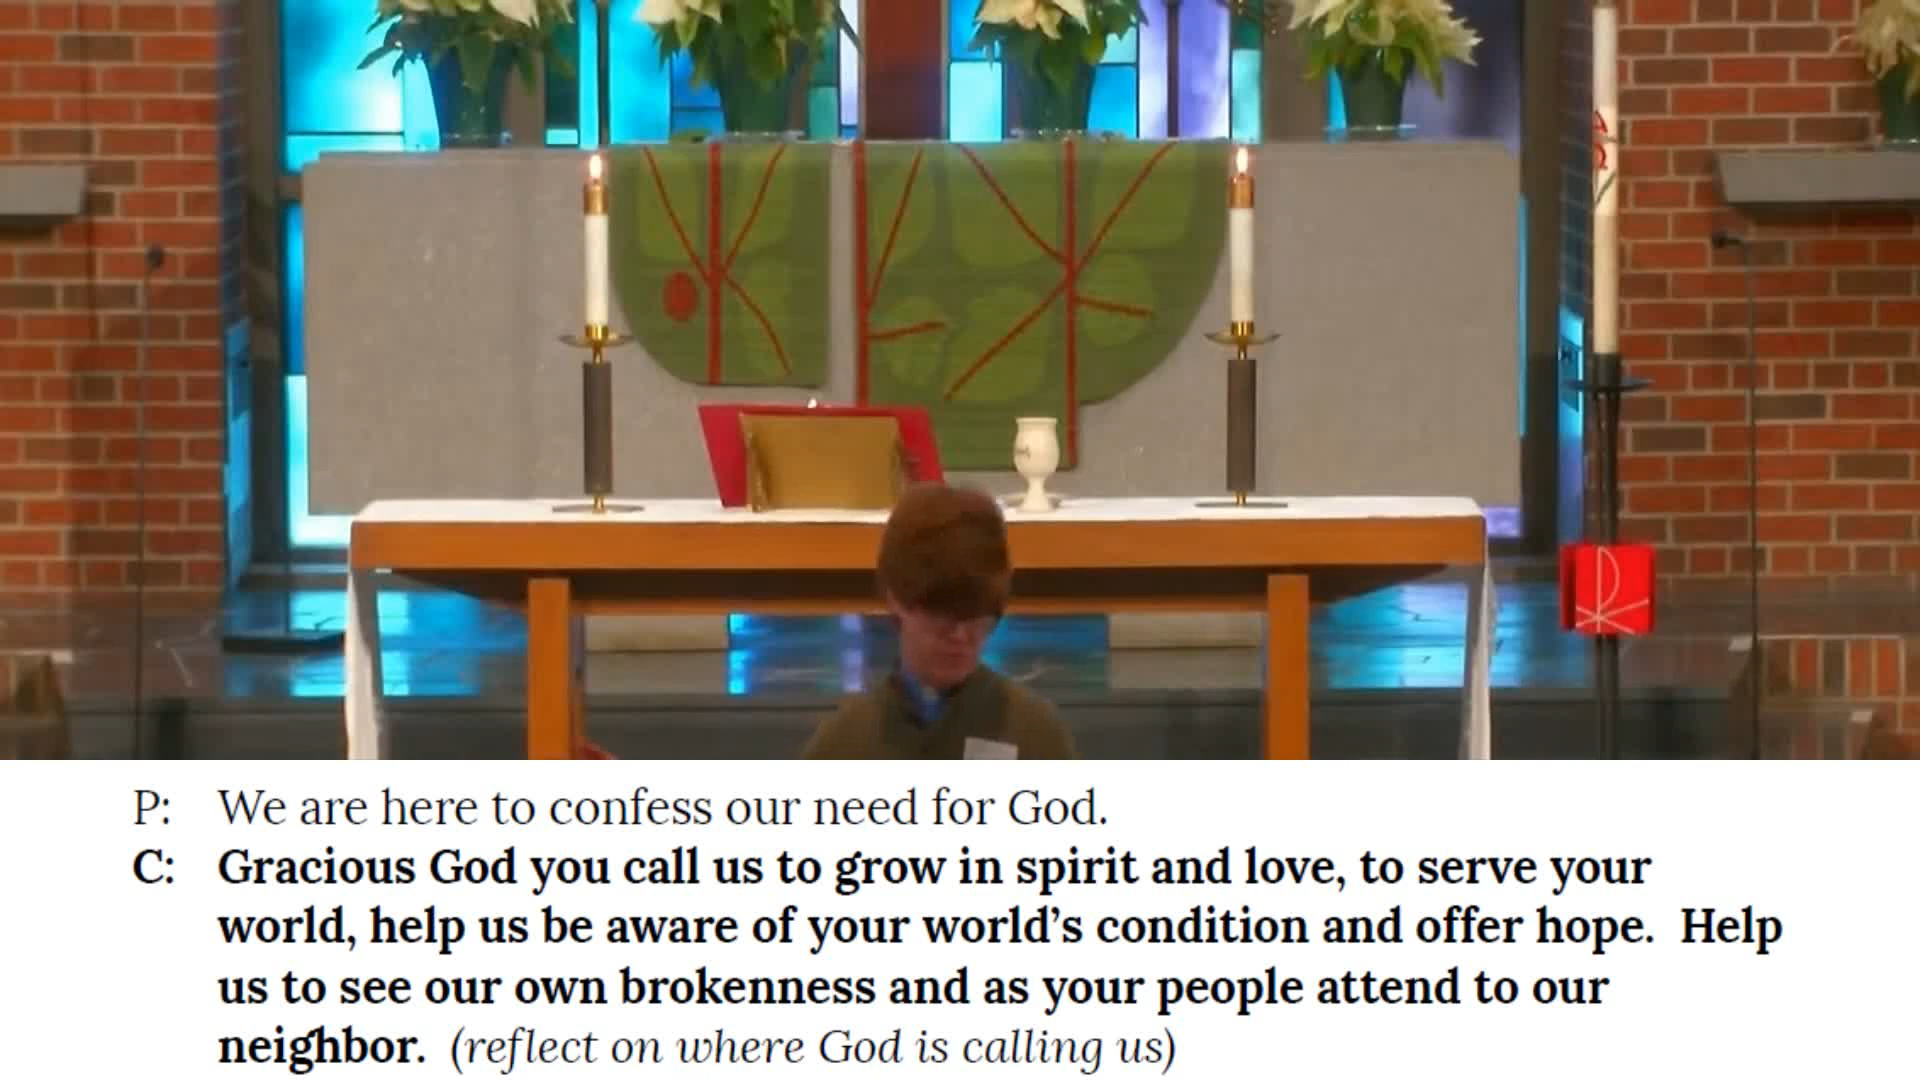 P: We are here to confess our need for God.
C: Gracious God you call us to grow in spirit and love, to serve your
world, help us be aware of your world’s condition and offer hope. Help
us to see our own brokenness and as your people attend to our
neighbor. (reflect on where God is calling us)